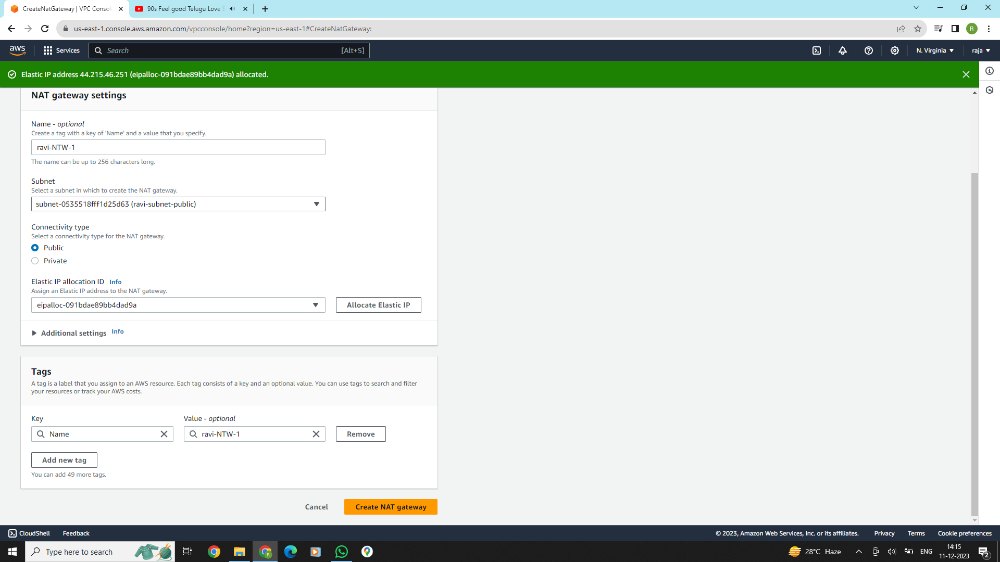 CreateNatGateway | VPC Conso
90s Feel good Telugu Love S
us-east-1.console.aws.amazon.com/vpcconsole/home?region=us-east-1#CreateNatGateway:
R
aws
Services
Search
[Alt+S]
N. Virginia
raja
Elastic IP address 44.215.46.251 (eipalloc-091bdae89bb4dad9a) allocated.
NAT gateway settings
Name - optional
Create a tag with a key of 'Name' and a value that you specify.
ravi-NTW-1
The name can be up to 256 characters long.
Subnet
Select a subnet in which to create the NAT gateway.
subnet-0535518fff1d25d63 (ravi-subnet-public)
Connectivity type
Select a connectivity type for the NAT gateway.
Public
Private
Elastic IP allocation ID Info
Assign an Elastic IP address to the NAT gateway.
eipalloc-091bdae89bb4dad9a
Allocate Elastic IP
Additional settings Info
Tags
A tag is a label that you assign to an AWS resource. Each tag consists of a key and an optional value. You can use tags to search and filter
your resources or track your AWS costs.
Key
Value - optional
Name
ravi-NTW-1
Remove
Add new tag
You can add 49 more tags.
Cancel
Create NAT gateway
CloudShell
Feedback
© 2023, Amazon Web Services, Inc. or its affiliates.
Privacy
Terms
Cookie preferences
Type here to search
R
28°C Haze
ENG
14:15
11-12-2023
2